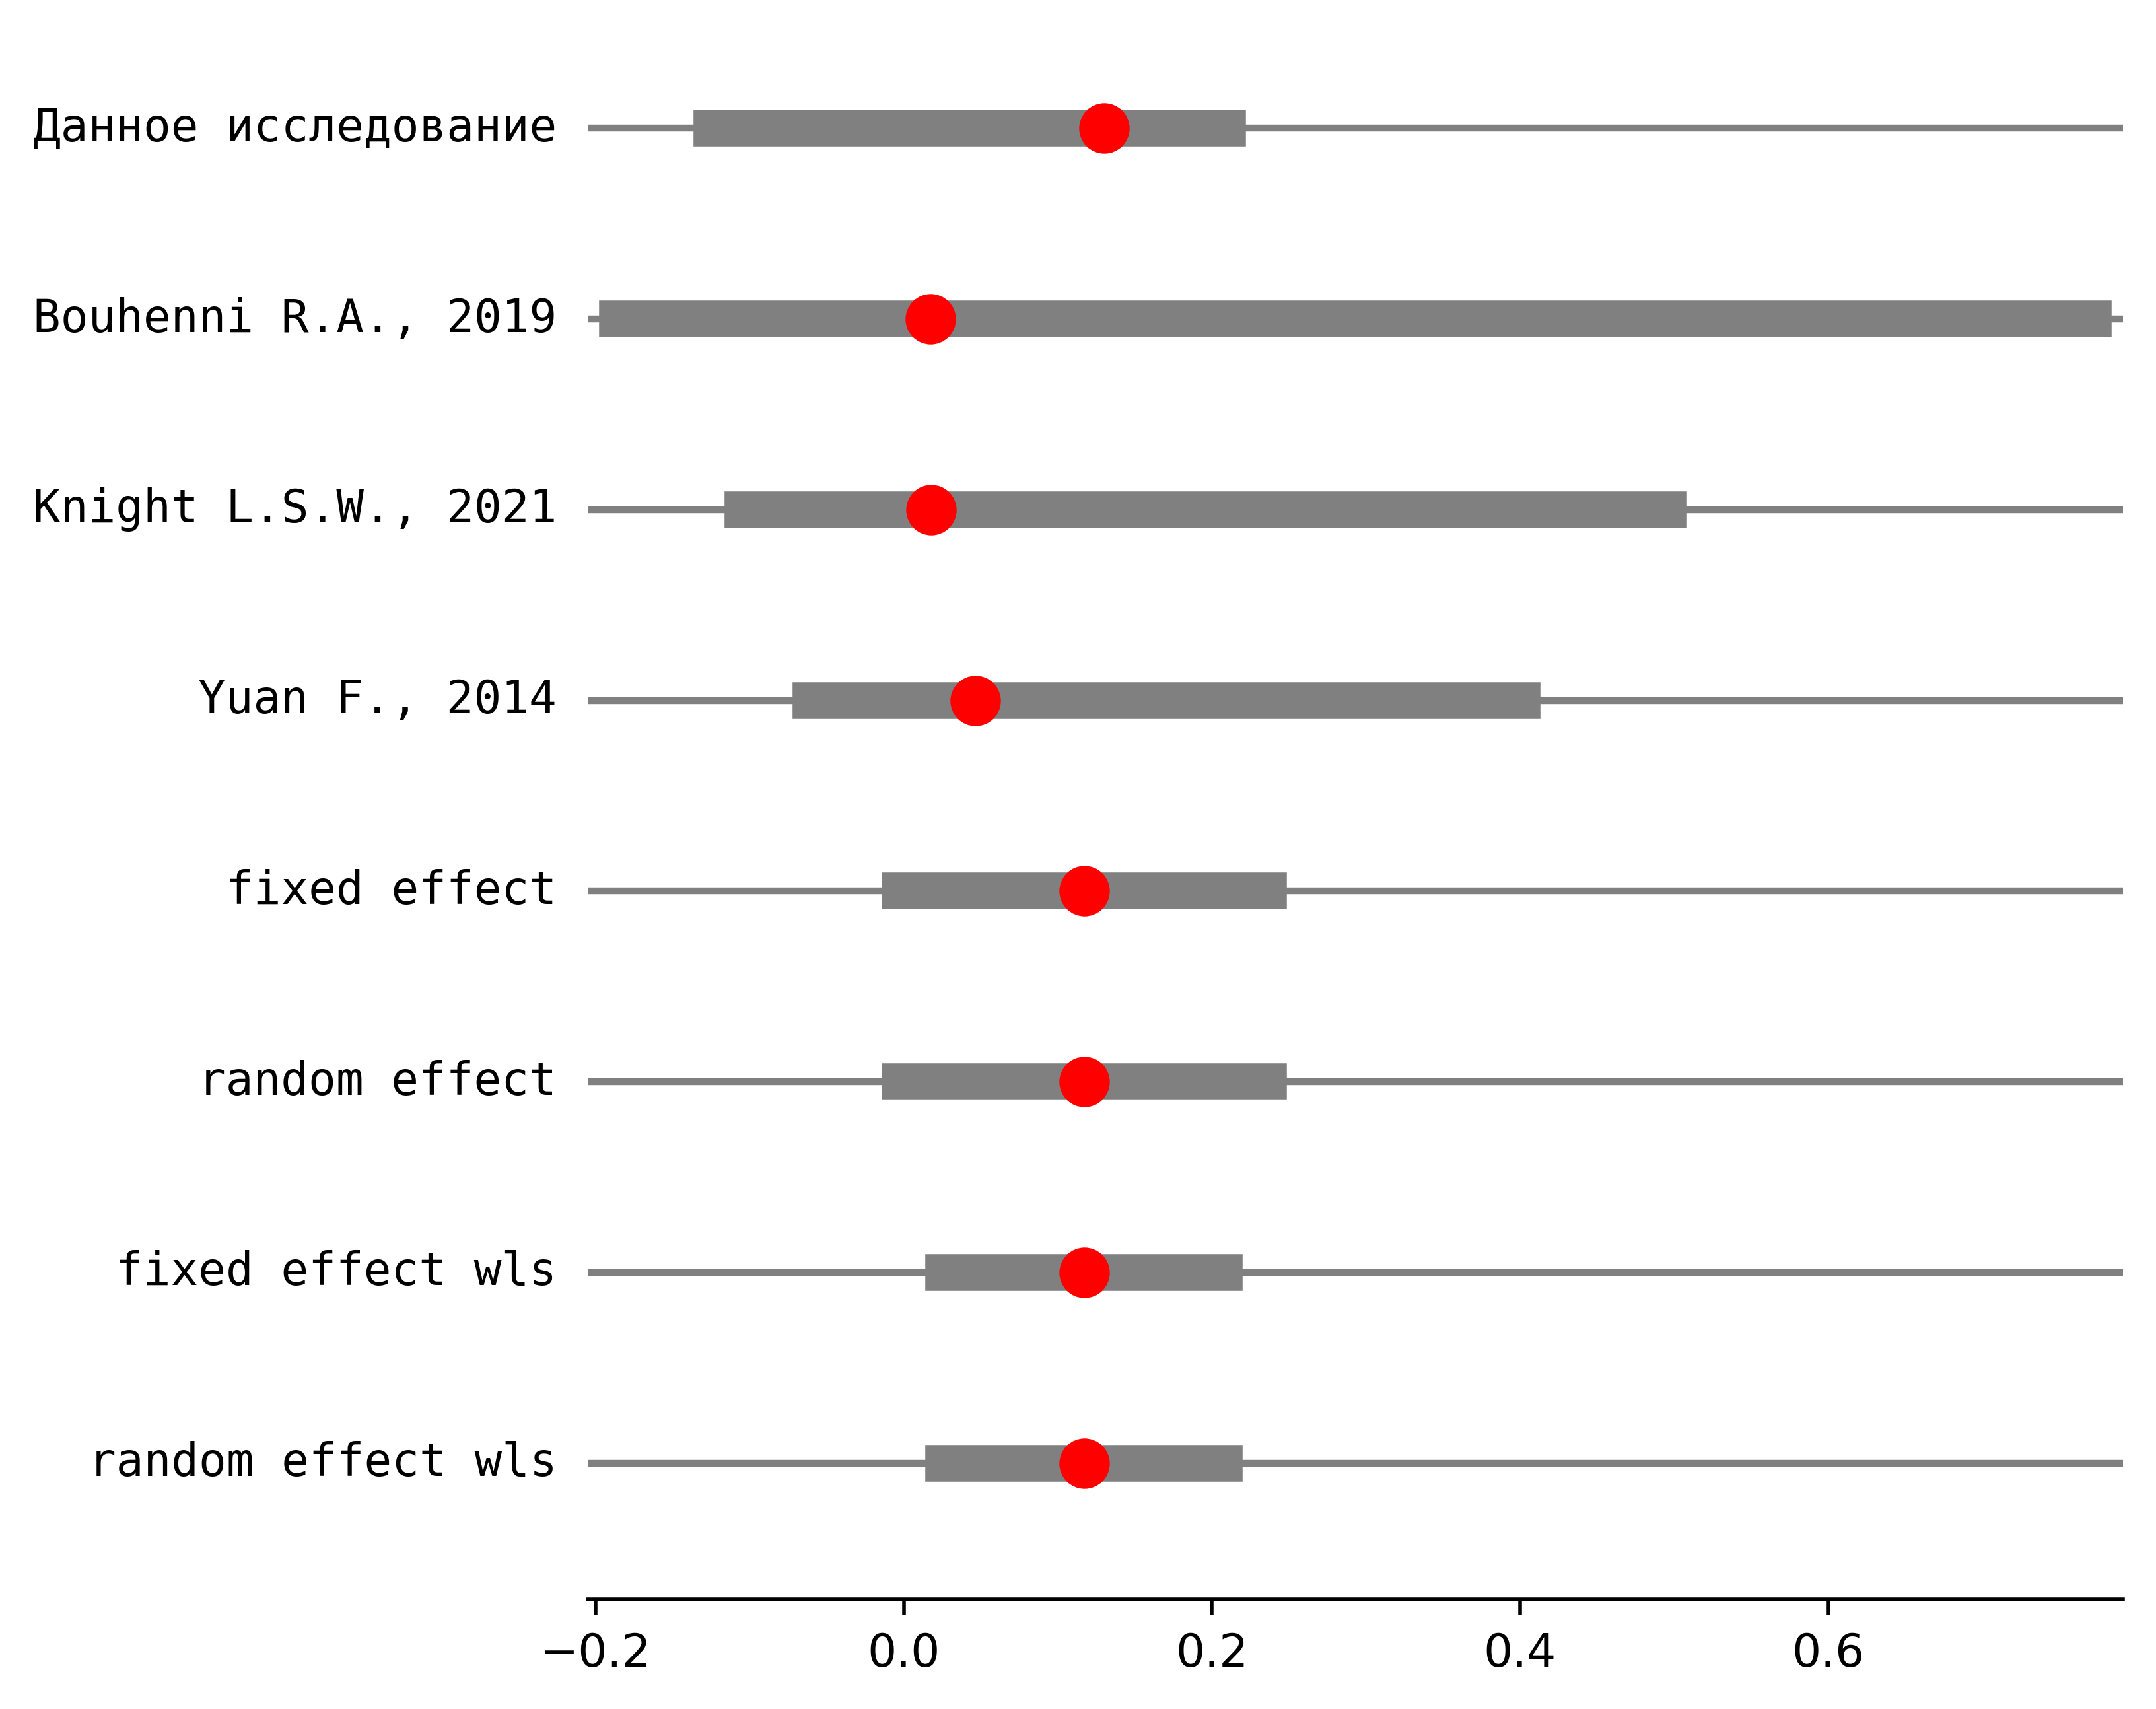 Данное исследование
Bouhenni R.A., 2019
Knight L.S.W., 2021
Yuan F., 2014
fixed effect
random effect
fixed effect wls
random effect wls
−0.2 0.0 0.2 0.4 0.6